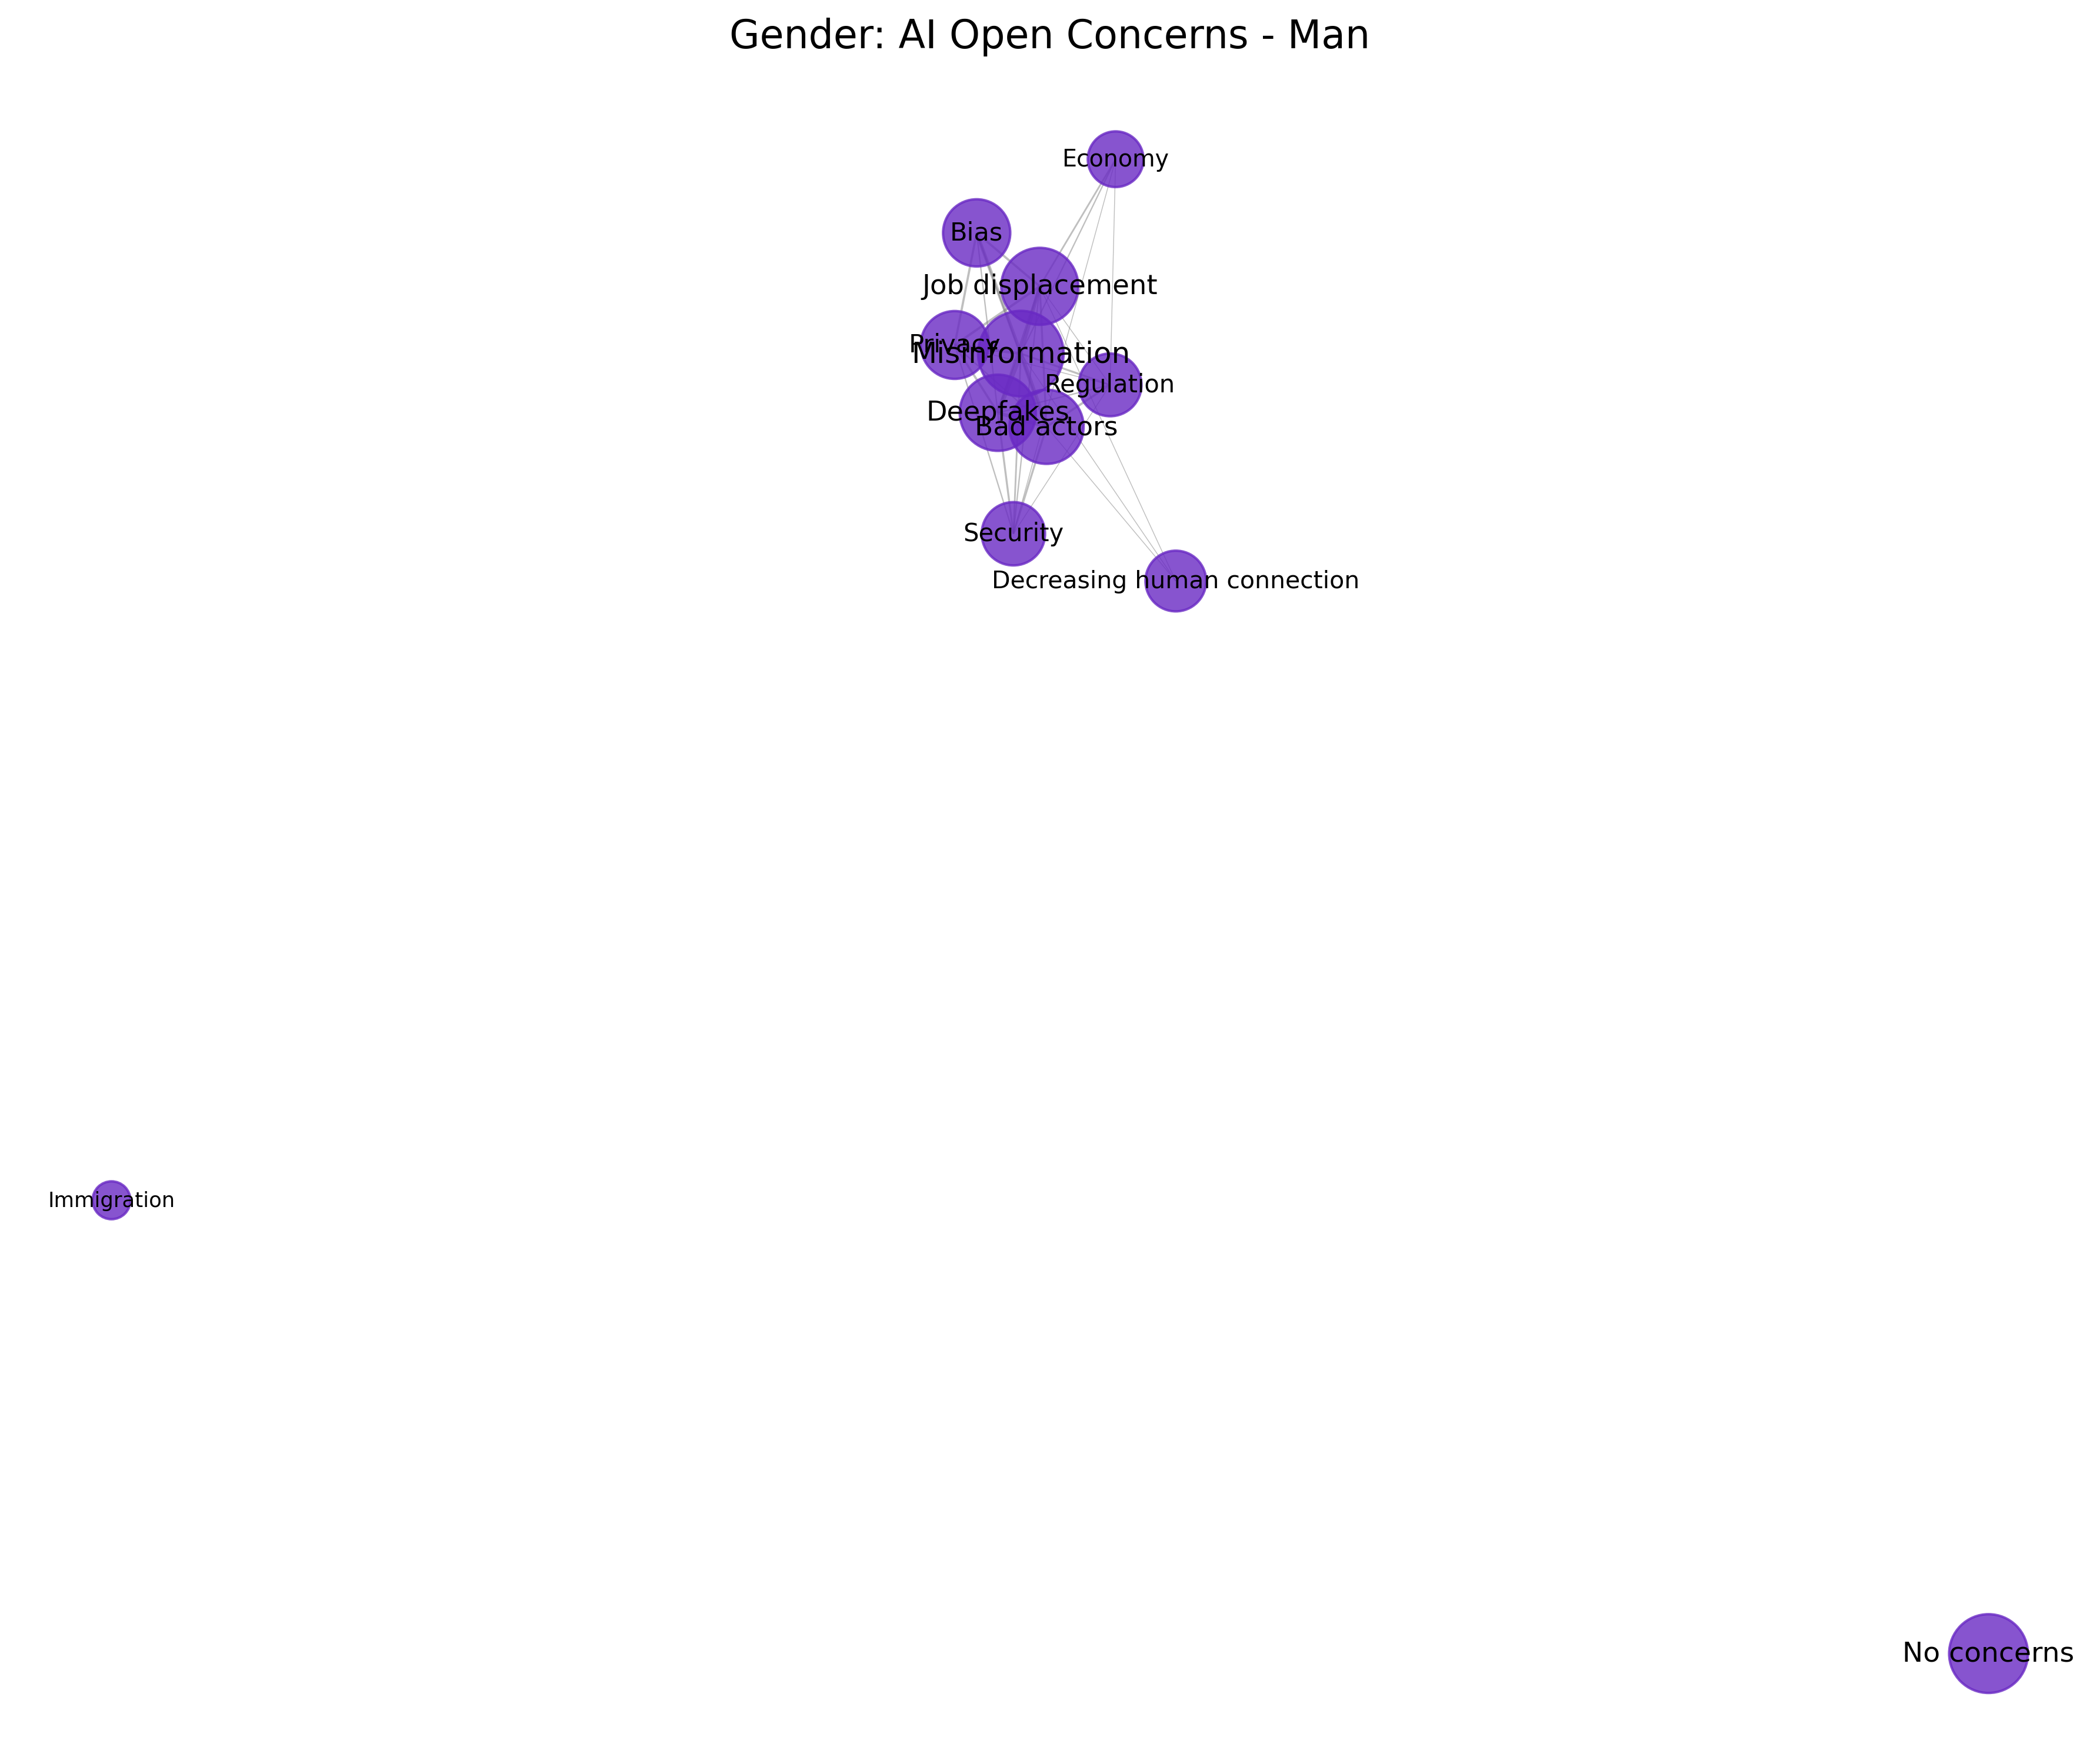 Gender: AI Open Concerns - Man
Economy
Bias
Job displacement
Privacy
Misinformation
Regulation
Deepfakes
Bad actors
Security
Decreasing human connection
Immigration
No concerns